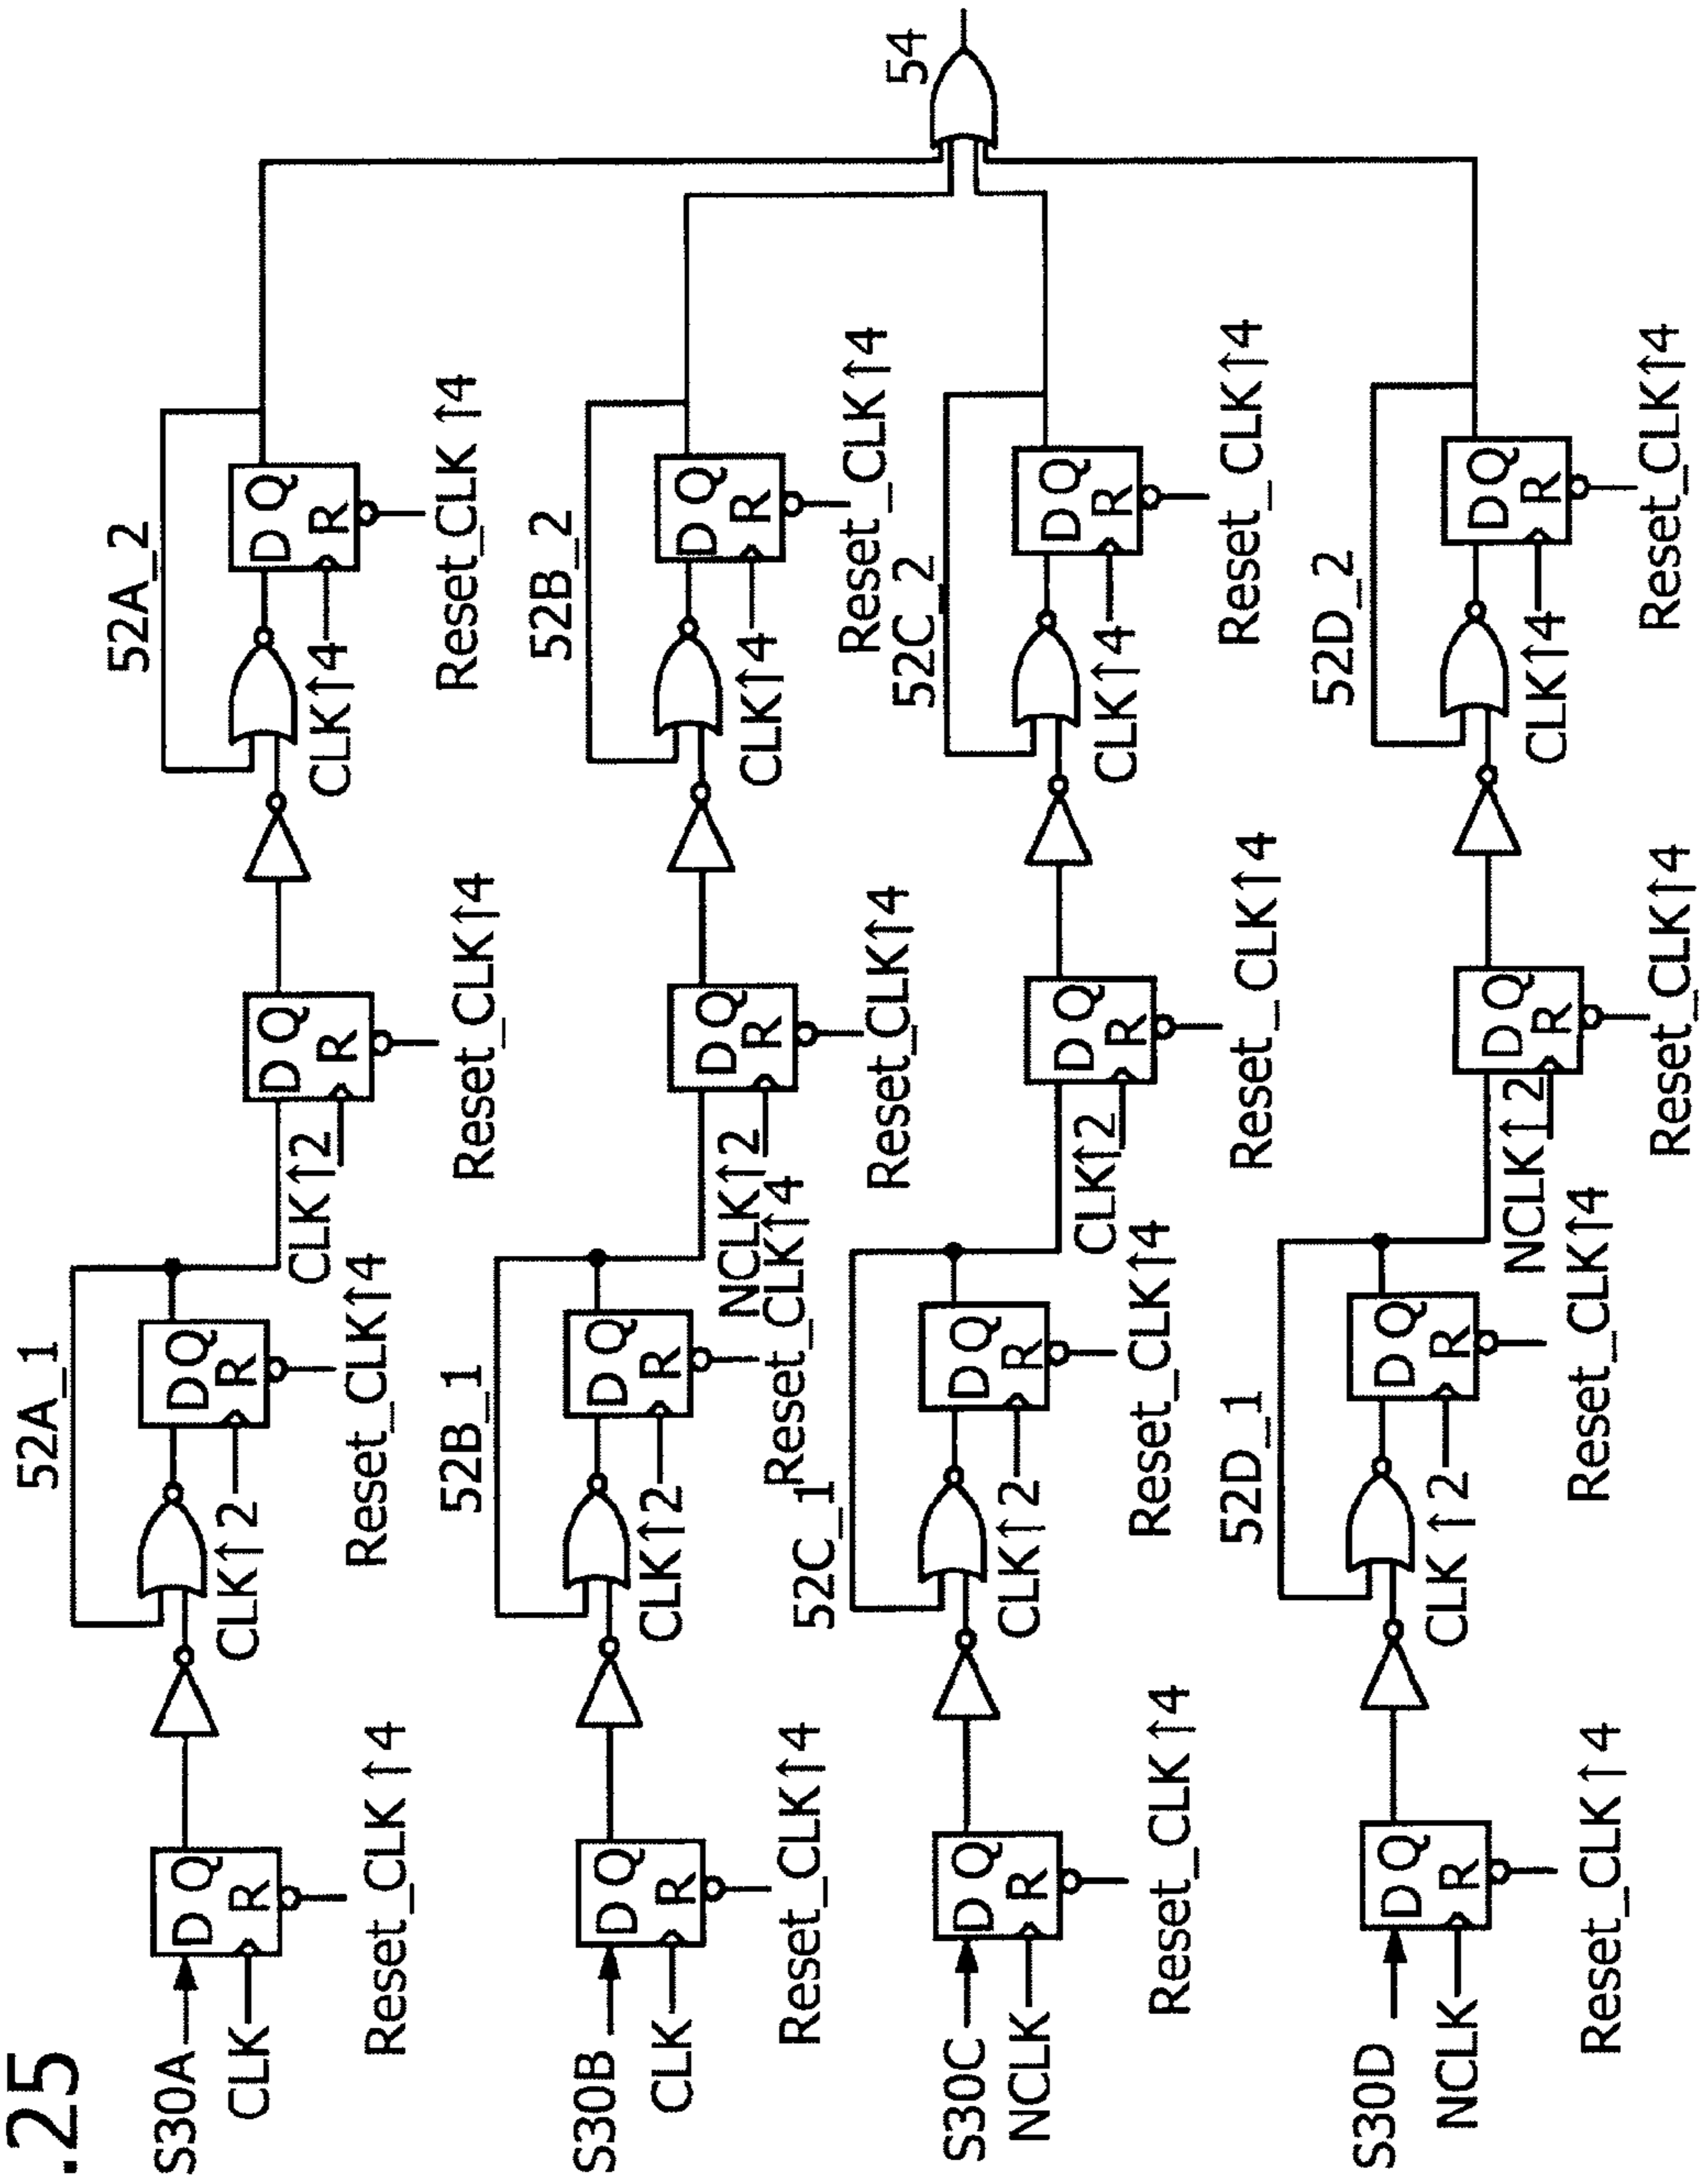 .25
52A_1
52A_2
S30A
D Q
R
CLK
Reset_CLK↑4
CLK↑2
D Q
R
Reset_CLK↑4
CLK↑2
D Q
R
Reset_CLK↑4
CLK↑4
D Q
R
Reset_CLK↑4
54
52B_1
52B_2
S30B
D Q
R
CLK
Reset_CLK↑4
CLK↑2
D Q
R
Reset_CLK↑4
NCLK↑2
D Q
R
Reset_CLK↑4
CLK↑4
D Q
R
Reset_CLK↑4
52C_1
52C_2
S30C
D Q
R
NCLK
Reset_CLK↑4
CLK↑2
D Q
R
Reset_CLK↑4
CLK↑2
D Q
R
Reset_CLK↑4
CLK↑4
D Q
R
Reset_CLK↑4
52D_1
52D_2
S30D
D Q
R
NCLK
Reset_CLK↑4
CLK↑2
D Q
R
Reset_CLK↑4
NCLK↑2
D Q
R
Reset_CLK↑4
CLK↑4
D Q
R
Reset_CLK↑4